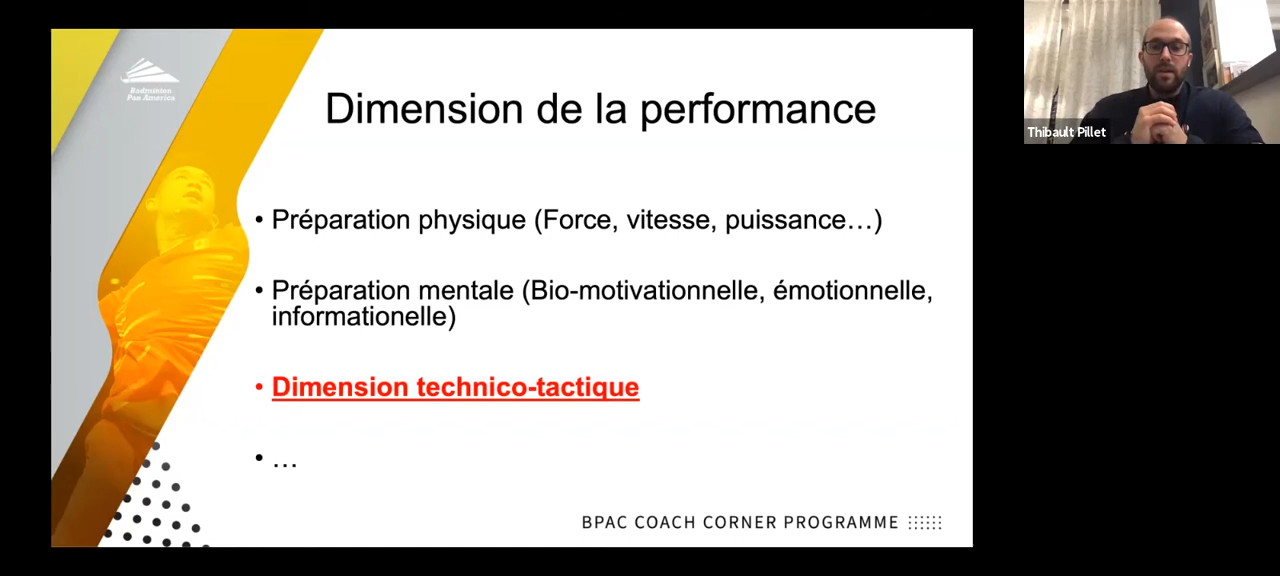 Badminton
Pan America
Dimension de la performance
• Préparation physique (Force, vitesse, puissance…)
• Préparation mentale (Bio-motivationnelle, émotionnelle,
informationelle)
• Dimension technico-tactique
• …
BPAC COACH CORNER PROGRAMME
Thibault Pillet